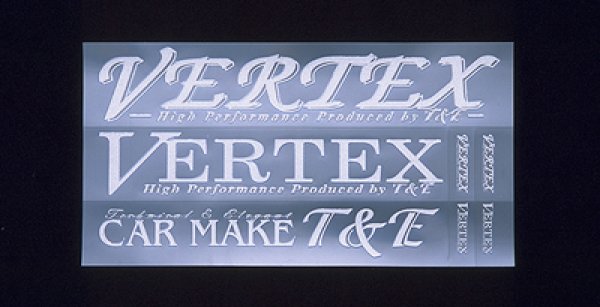 VERTEX
High Performance Produced by T&E
VERTEX
High Performance Produced by T&E
Technical & Elegant
CAR MAKE T&E
VERTEX
VERTEX
VERTEX
VERTEX